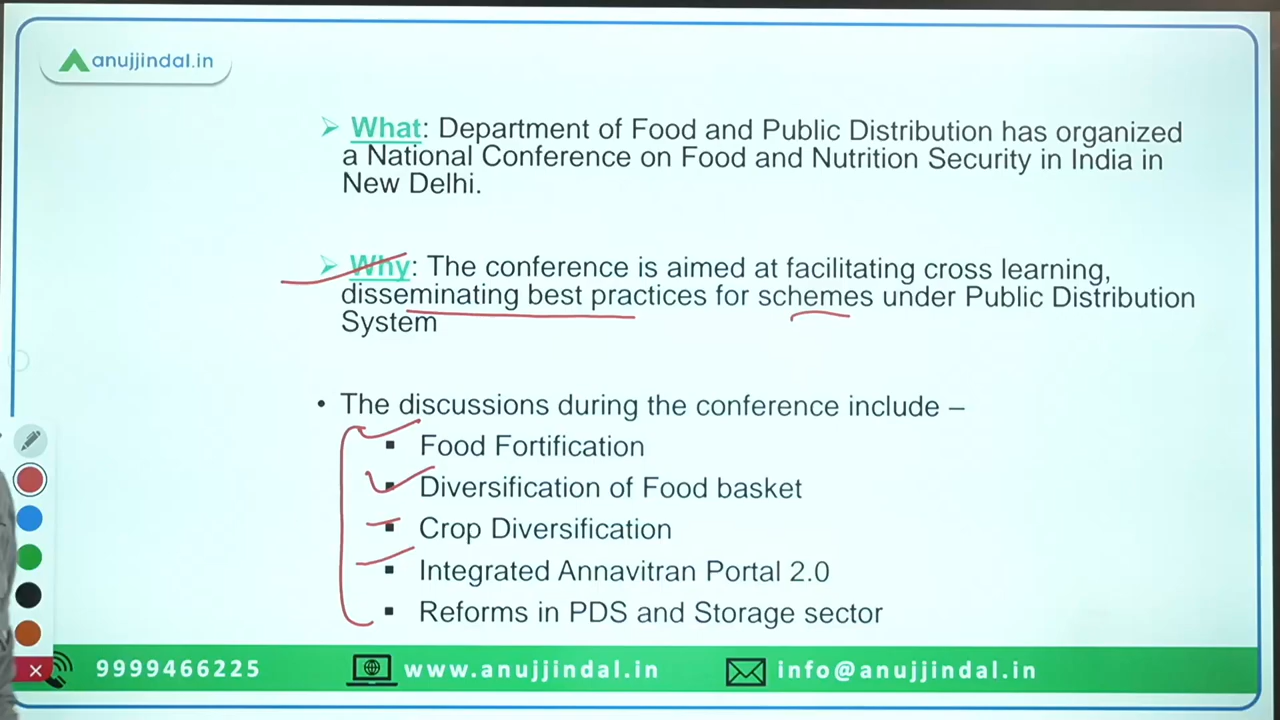 anujjindal.in
What: Department of Food and Public Distribution has organized
a National Conference on Food and Nutrition Security in India in
New Delhi.
Why: The conference is aimed at facilitating cross learning,
disseminating best practices for schemes under Public Distribution
System
• The discussions during the conference include –
▪ Food Fortification
▪ Diversification of Food basket
▪ Crop Diversification
▪ Integrated Annavitran Portal 2.0
▪ Reforms in PDS and Storage sector
9999466225 www.anujjindal.in info@anujjindal.in